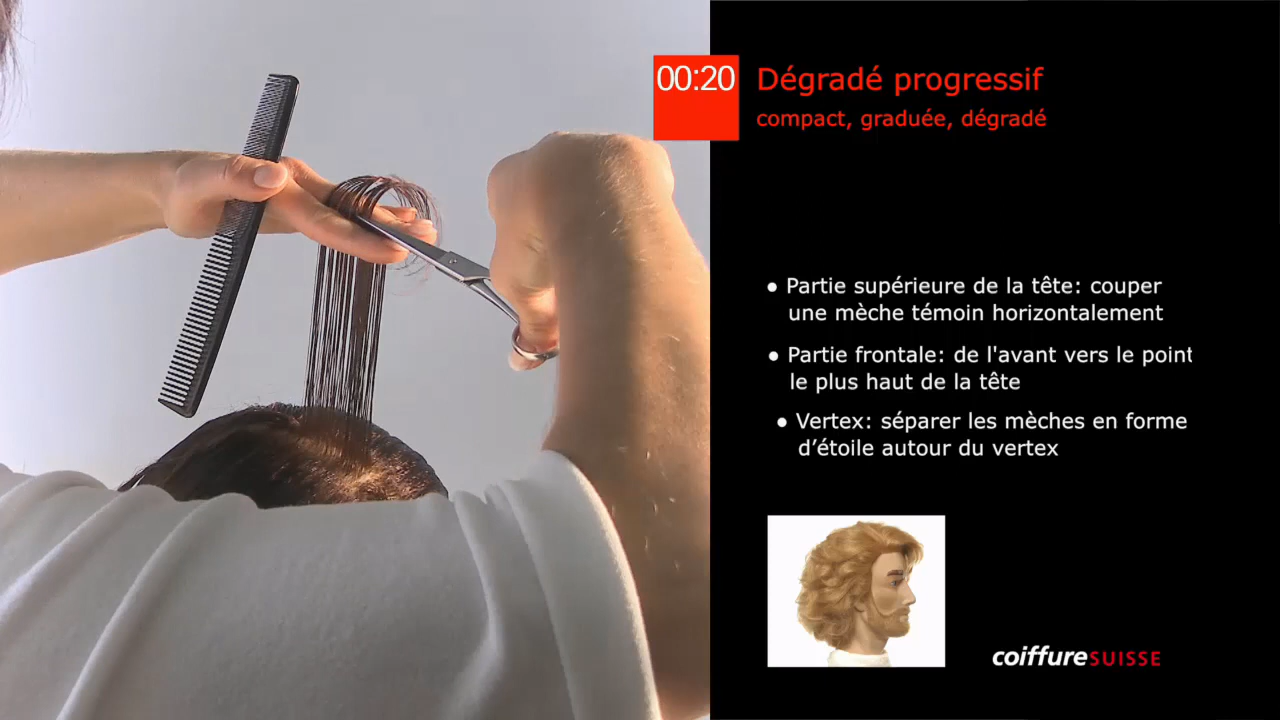 00:20
Dégradé progressif
compact, graduée, dégradé
● Partie supérieure de la tête: couper
une mèche témoin horizontalement
● Partie frontale: de l'avant vers le point
le plus haut de la tête
● Vertex: séparer les mèches en forme
d’étoile autour du vertex
coiffureSUISSE